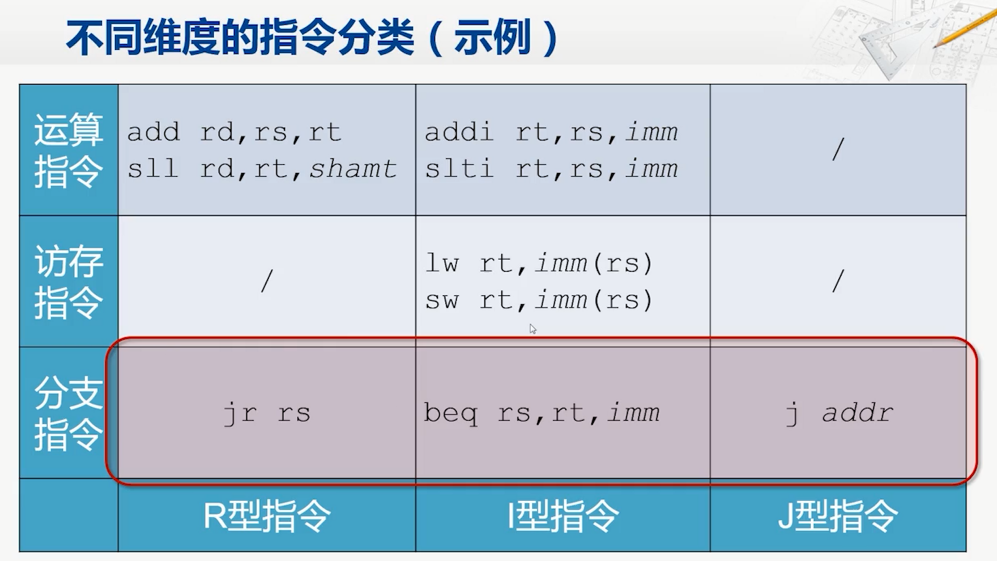 不同维度的指令分类（示例）
运算
指令
add rd,rs,rt
sll rd,rt,shamt
addi rt,rs,imm
slti rt,rs,imm
/
访存
指令
/
lw rt,imm(rs)
sw rt,imm(rs)
/
分支
指令
jr rs
beq rs,rt,imm
j addr
R型指令
I型指令
J型指令